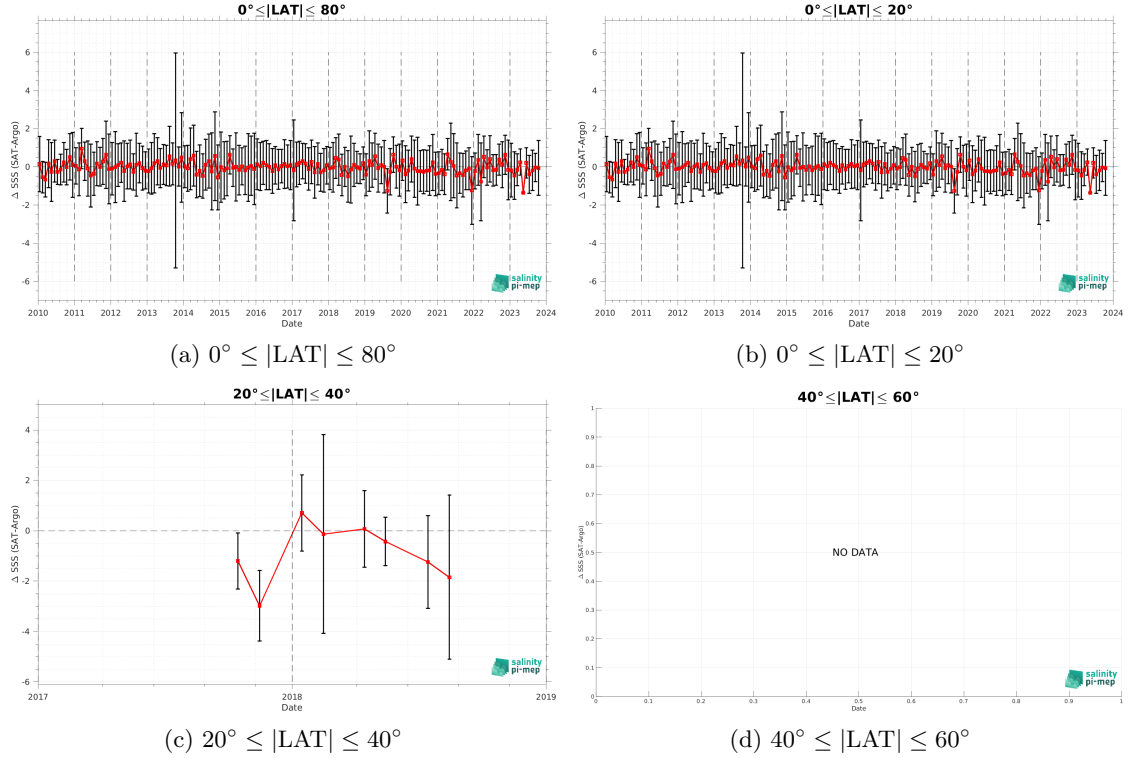 0°≤|LAT|≤ 80°
Δ SSS (SAT-Argo)
6
4
2
0
-2
-4
-6
2010 2011 2012 2013 2014 2015 2016 2017 2018 2019 2020 2021 2022 2023 2024
Date
salinity
pi-mep
(a) 0° ≤ |LAT| ≤ 80°
0°≤|LAT|≤ 20°
Δ SSS (SAT-Argo)
6
4
2
0
-2
-4
-6
2010 2011 2012 2013 2014 2015 2016 2017 2018 2019 2020 2021 2022 2023 2024
Date
salinity
pi-mep
(b) 0° ≤ |LAT| ≤ 20°
20°≤|LAT|≤ 40°
Δ SSS (SAT-Argo)
4
2
0
-2
-4
-6
2017 2018 2019
Date
salinity
pi-mep
(c) 20° ≤ |LAT| ≤ 40°
40°≤|LAT|≤ 60°
Δ SSS (SAT-Argo)
1
0.9
0.8
0.7
0.6
0.5
0.4
0.3
0.2
0.1
0
NO DATA
0 0.1 0.2 0.3 0.4 0.5 0.6 0.7 0.8 0.9 1
Date
salinity
pi-mep
(d) 40° ≤ |LAT| ≤ 60°